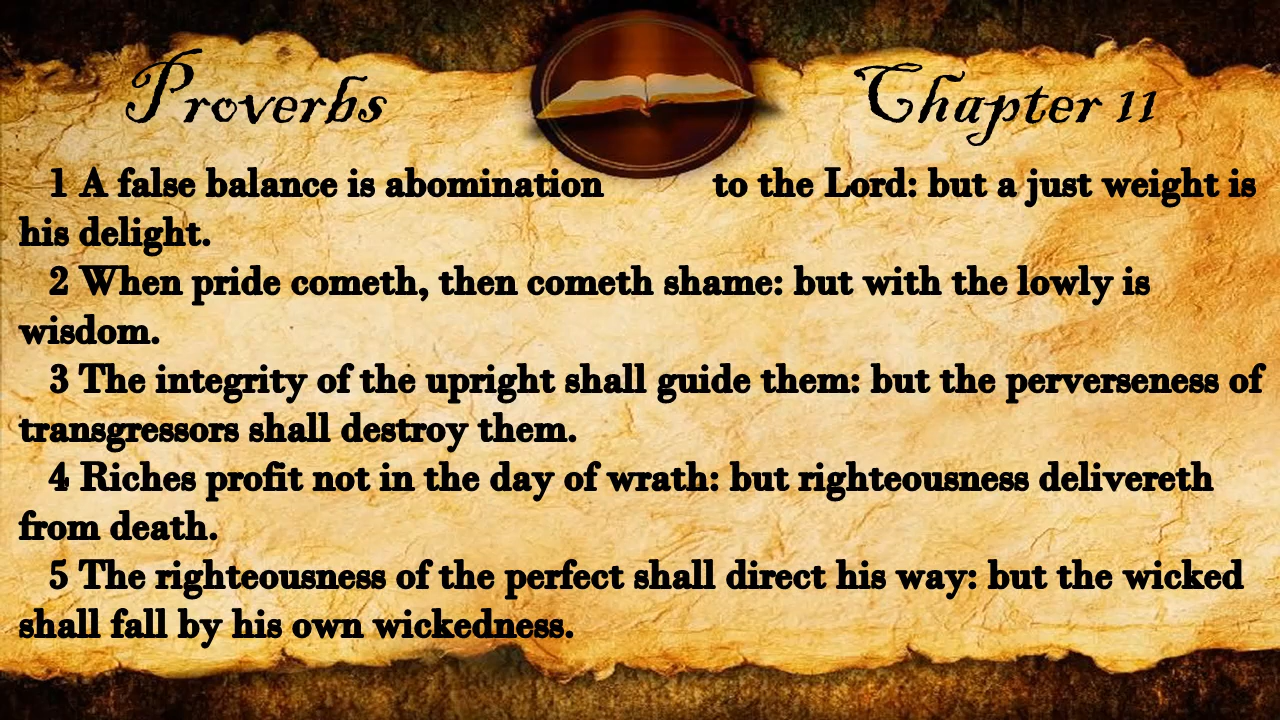 Proverbs Chapter 11
1 A false balance is abomination to the Lord: but a just weight is
his delight.
2 When pride cometh, then cometh shame: but with the lowly is
wisdom.
3 The integrity of the upright shall guide them: but the perverseness of
transgressors shall destroy them.
4 Riches profit not in the day of wrath: but righteousness delivereth
from death.
5 The righteousness of the perfect shall direct his way: but the wicked
shall fall by his own wickedness.